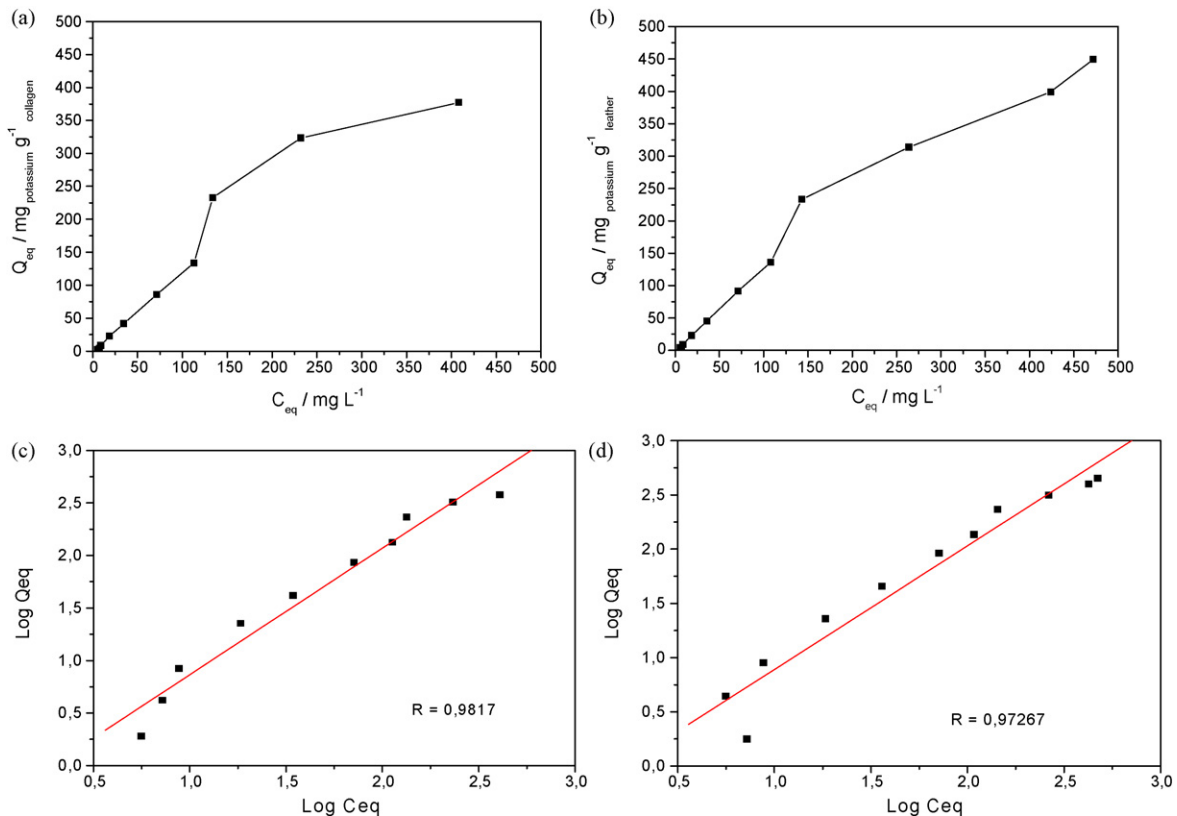 (a)
500
450
400
350
300
250
200
150
100
50
0
Q_eq / mg_potassium g^-1_collagen
0 50 100 150 200 250 300 350 400 450 500
C_eq / mg L^-1
(b)
500
450
400
350
300
250
200
150
100
50
0
Q_eq / mg_potassium g^-1_leather
0 50 100 150 200 250 300 350 400 450 500
C_eq / mg L^-1
(c)
3,0
2,5
2,0
1,5
1,0
0,5
0,0
Log Qeq
R = 0,9817
0,5 1,0 1,5 2,0 2,5 3,0
Log Ceq
(d)
3,0
2,5
2,0
1,5
1,0
0,5
0,0
Log Qeq
R = 0,97267
0,5 1,0 1,5 2,0 2,5 3,0
Log Ceq